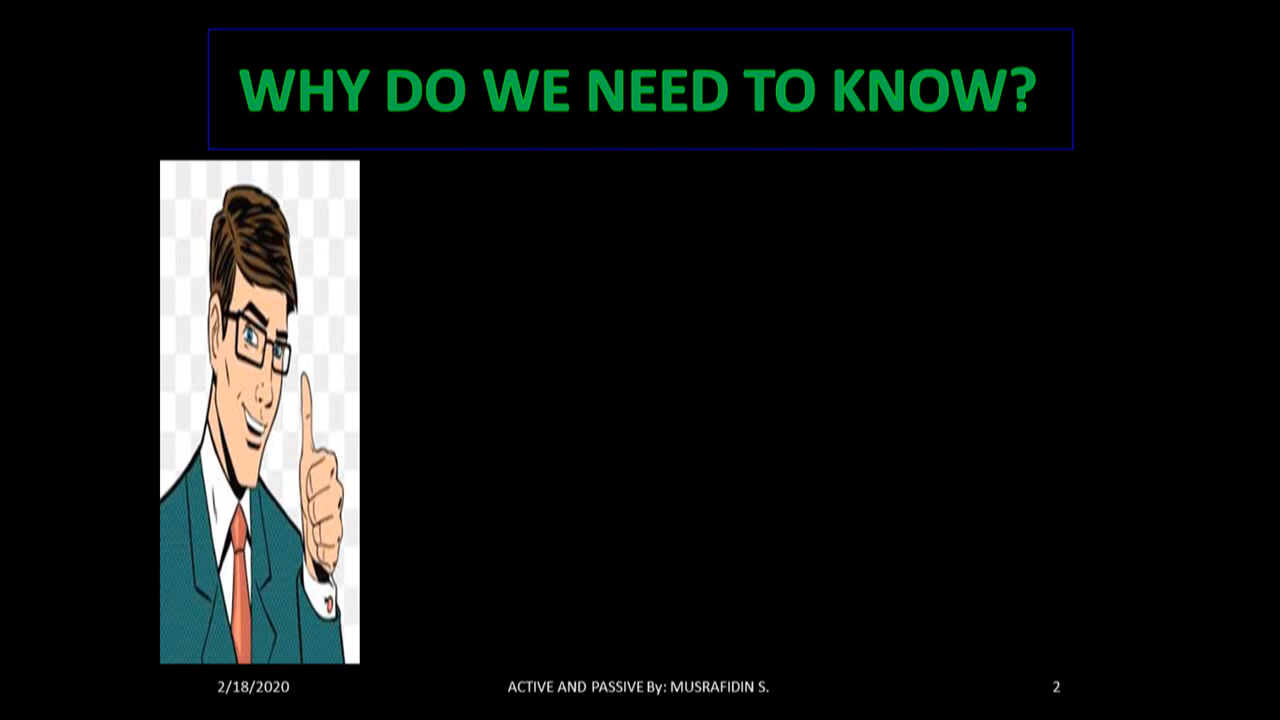 WHY DO WE NEED TO KNOW?
2/18/2020
ACTIVE AND PASSIVE By: MUSRAFIDIN S.
2